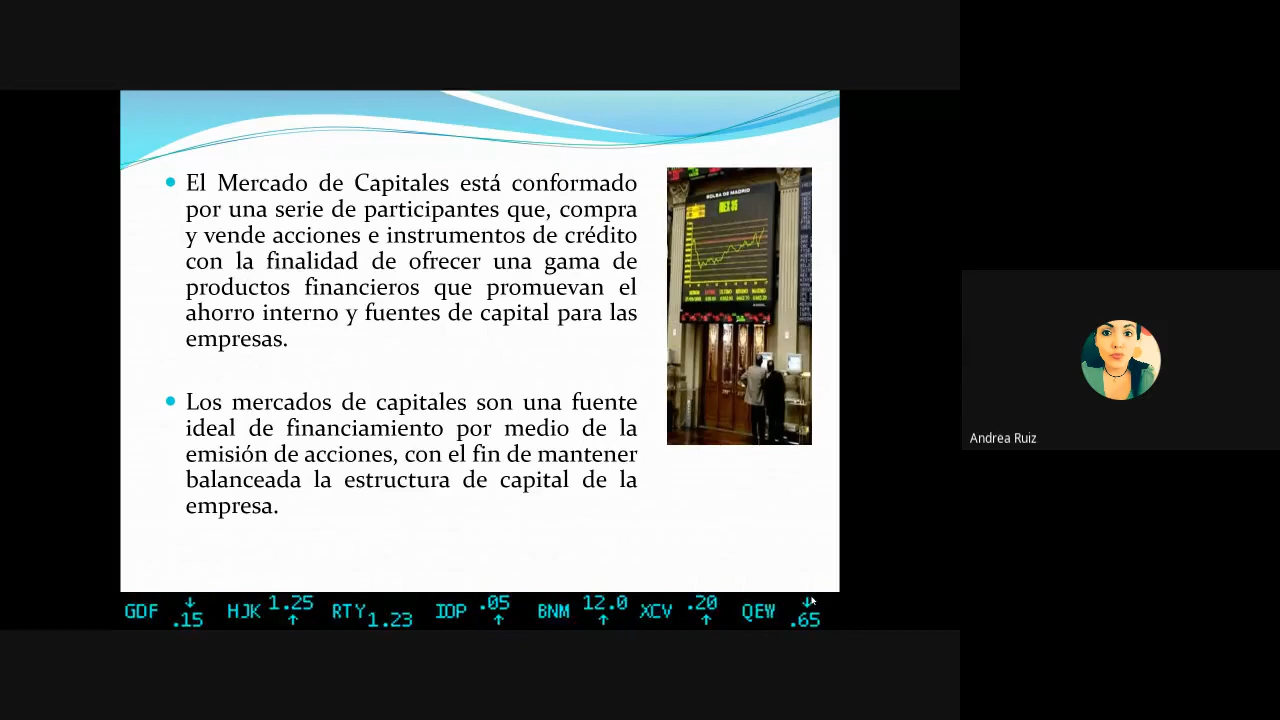 El Mercado de Capitales está conformado
por una serie de participantes que, compra
y vende acciones e instrumentos de crédito
con la finalidad de ofrecer una gama de
productos financieros que promuevan el
ahorro interno y fuentes de capital para las
empresas.
Los mercados de capitales son una fuente
ideal de financiamiento por medio de la
emisión de acciones, con el fin de mantener
balanceada la estructura de capital de la
empresa.
BOLSA DE MADRID
GDF .15 HJK 1.25 RTY 1.23 IOP .05 BNM 12.0 XCV .20 QEW .65
Andrea Ruiz